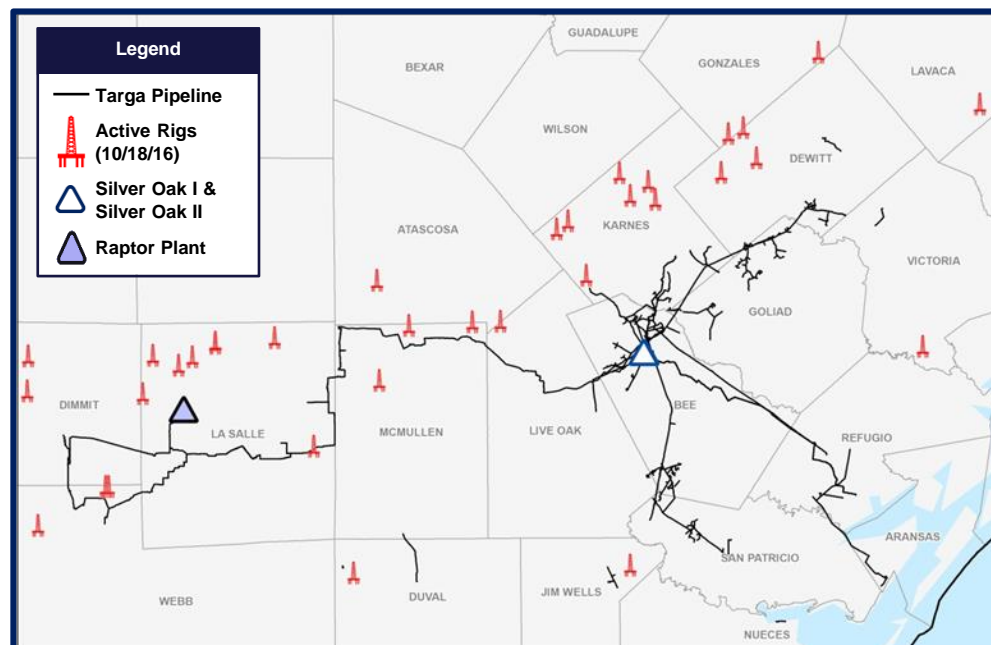 Legend
Targa Pipeline
Active Rigs
(10/18/16)
Silver Oak I &
Silver Oak II
Raptor Plant
GUADALUPE
BEXAR
GONZALES
LAVACA
WILSON
DEWITT
ATASCOSA
KARNES
VICTORIA
GOLIAD
DIMMIT
LA SALLE
MCMULLEN
LIVE OAK
BEE
REFUGIO
ARANSAS
SAN PATRICIO
WEBB
DUVAL
JIM WELLS
NUECES